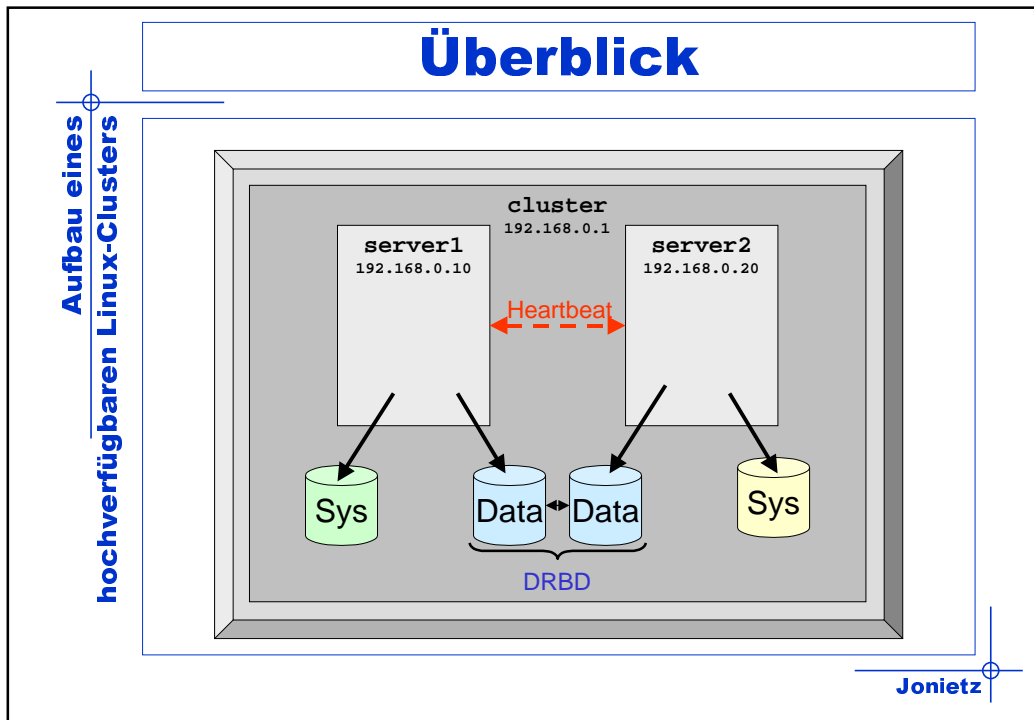 Überblick
Aufbau eines
hochverfügbaren Linux-Clusters
cluster
192.168.0.1
server1
192.168.0.10
server2
192.168.0.20
Heartbeat
Sys
Data
Data
Sys
DRBD
Jonietz